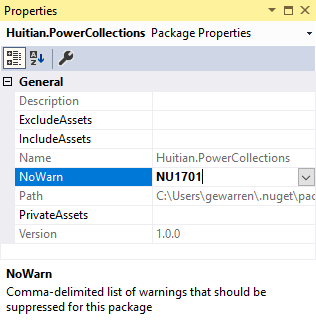 Properties
Huitian.PowerCollections Package Properties
General
Description
ExcludeAssets
IncludeAssets
Name Huitian.PowerCollections
NoWarn NU1701
Path C:\Users\gewarren\.nuget\pac
PrivateAssets
Version 1.0.0
NoWarn
Comma-delimited list of warnings that should be
suppressed for this package